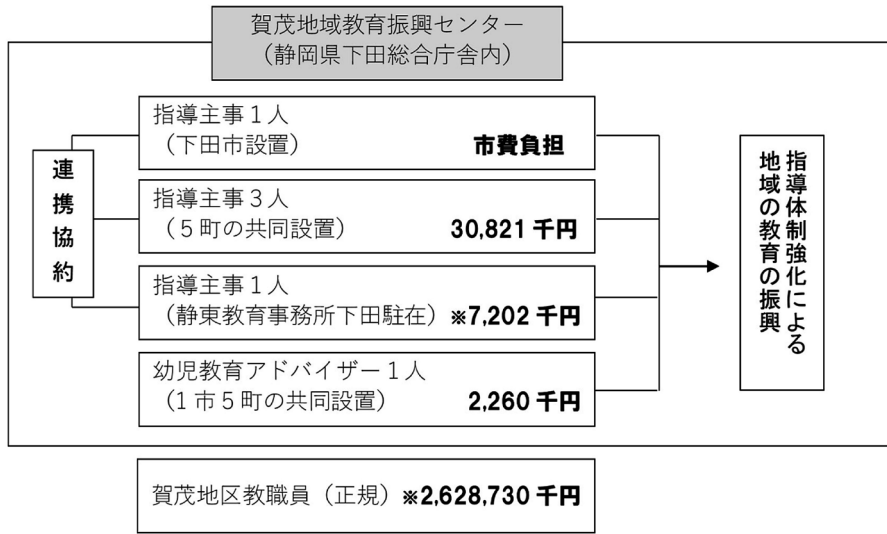 賀茂地域教育振興センター
（静岡県下田総合庁舎内）
連携協約
指導主事１人
（下田市設置） 市費負担
指導主事３人
（５町の共同設置） 30,821 千円
指導主事１人
（静東教育事務所下田駐在）※7,202 千円
幼児教育アドバイザー１人
（1 市５町の共同設置） 2,260 千円
指導体制強化による
地域の教育の振興
賀茂地区教職員（正規）※2,628,730 千円